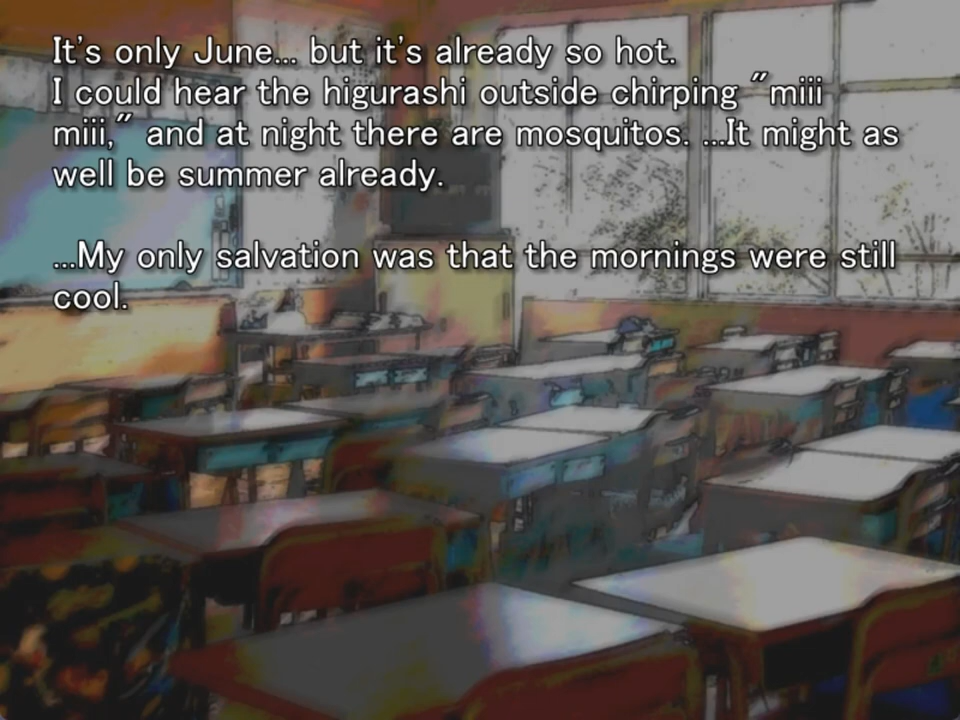 It's only June... but it's already so hot.
I could hear the higurashi outside chirping "miii
miii," and at night there are mosquitos. ...It might as
well be summer already.
...My only salvation was that the mornings were still
cool.